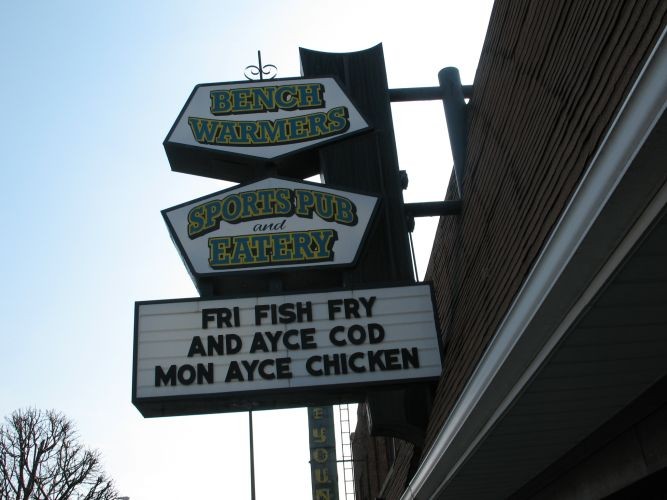 BENCH
WARMERS
SPORTS PUB
and
EATERY
FRI FISH FRY
AND AYCE COD
MON AYCE CHICKEN